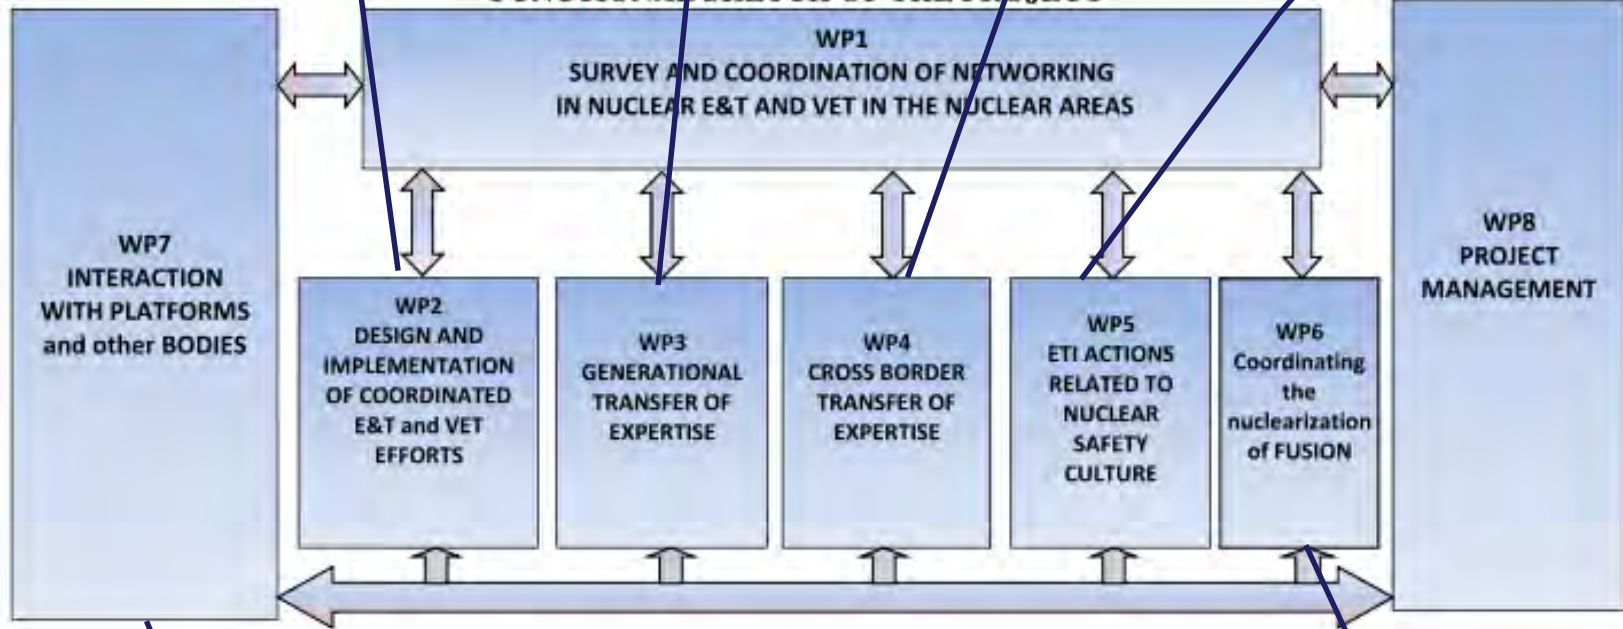 WP1
SURVEY AND COORDINATION OF NETWORKING
IN NUCLEAR E&T AND VET IN THE NUCLEAR AREAS
WP7
INTERACTION
WITH PLATFORMS
and other BODIES
WP2
DESIGN AND
IMPLEMENTATION
OF COORDINATED
E&T and VET
EFFORTS
WP3
GENERATIONAL
TRANSFER OF
EXPERTISE
WP4
CROSS BORDER
TRANSFER OF
EXPERTISE
WP5
ETI ACTIONS
RELATED TO
NUCLEAR
SAFETY
CULTURE
WP6
Coordinating
the
nuclearization
of FUSION
WP8
PROJECT
MANAGEMENT